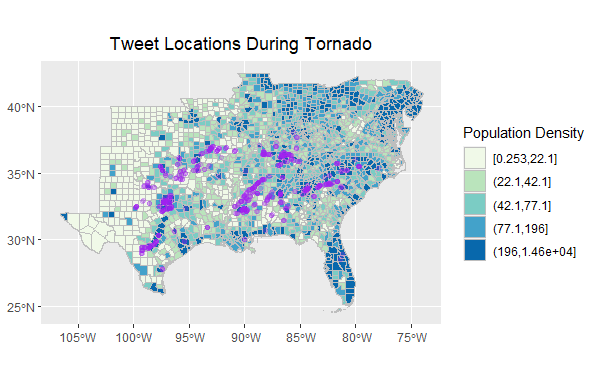 Tweet Locations During Tornado
40°N
35°N
30°N
25°N
105°W 100°W 95°W 90°W 85°W 80°W 75°W
Population Density
[0.253,22.1]
(22.1,42.1]
(42.1,77.1]
(77.1,196]
(196,1.46e+04]